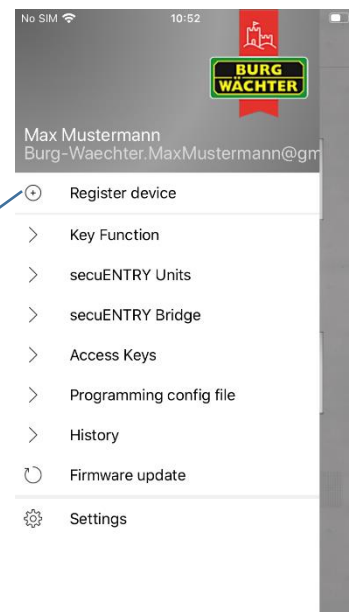 No SIM 10:52
BURG
WÄCHTER
Max Mustermann
Burg-Waechter.MaxMustermann@gm
Register device
Key Function
secuENTRY Units
secuENTRY Bridge
Access Keys
Programming config file
History
Firmware update
Settings